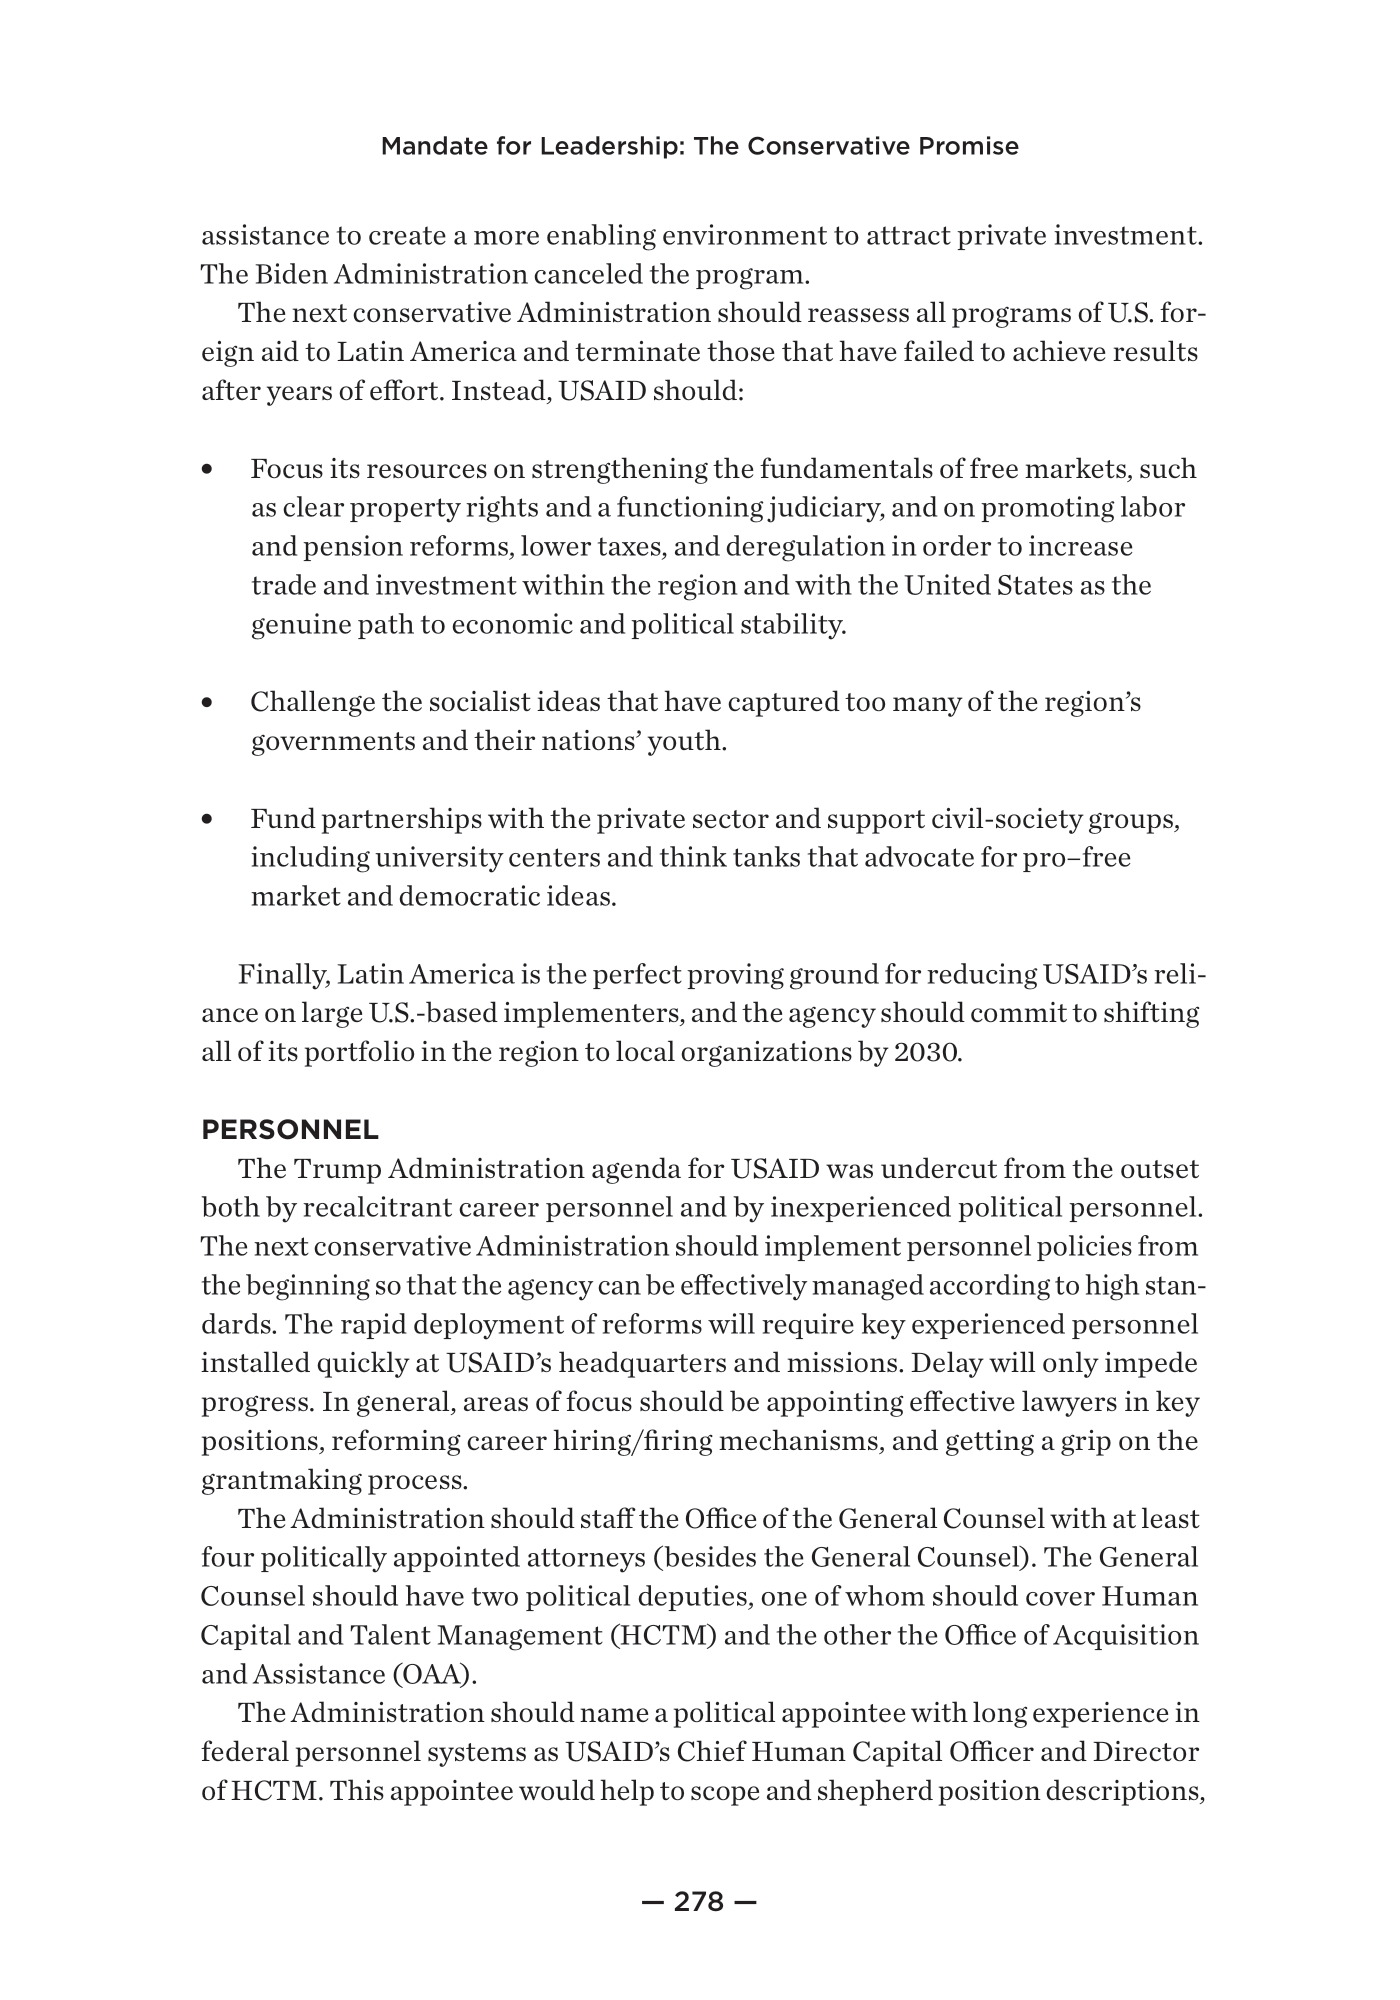 Mandate for Leadership: The Conservative Promise
assistance to create a more enabling environment to attract private investment.
The Biden Administration canceled the program.
The next conservative Administration should reassess all programs of U.S. for-
eign aid to Latin America and terminate those that have failed to achieve results
after years of effort. Instead, USAID should:
• Focus its resources on strengthening the fundamentals of free markets, such
as clear property rights and a functioning judiciary, and on promoting labor
and pension reforms, lower taxes, and deregulation in order to increase
trade and investment within the region and with the United States as the
genuine path to economic and political stability.
• Challenge the socialist ideas that have captured too many of the region’s
governments and their nations’ youth.
• Fund partnerships with the private sector and support civil-society groups,
including university centers and think tanks that advocate for pro–free
market and democratic ideas.
Finally, Latin America is the perfect proving ground for reducing USAID’s reli-
ance on large U.S.-based implementers, and the agency should commit to shifting
all of its portfolio in the region to local organizations by 2030.
PERSONNEL
The Trump Administration agenda for USAID was undercut from the outset
both by recalcitrant career personnel and by inexperienced political personnel.
The next conservative Administration should implement personnel policies from
the beginning so that the agency can be effectively managed according to high stan-
dards. The rapid deployment of reforms will require key experienced personnel
installed quickly at USAID’s headquarters and missions. Delay will only impede
progress. In general, areas of focus should be appointing effective lawyers in key
positions, reforming career hiring/firing mechanisms, and getting a grip on the
grantmaking process.
The Administration should staff the Office of the General Counsel with at least
four politically appointed attorneys (besides the General Counsel). The General
Counsel should have two political deputies, one of whom should cover Human
Capital and Talent Management (HCTM) and the other the Office of Acquisition
and Assistance (OAA).
The Administration should name a political appointee with long experience in
federal personnel systems as USAID’s Chief Human Capital Officer and Director
of HCTM. This appointee would help to scope and shepherd position descriptions,
— 278 —